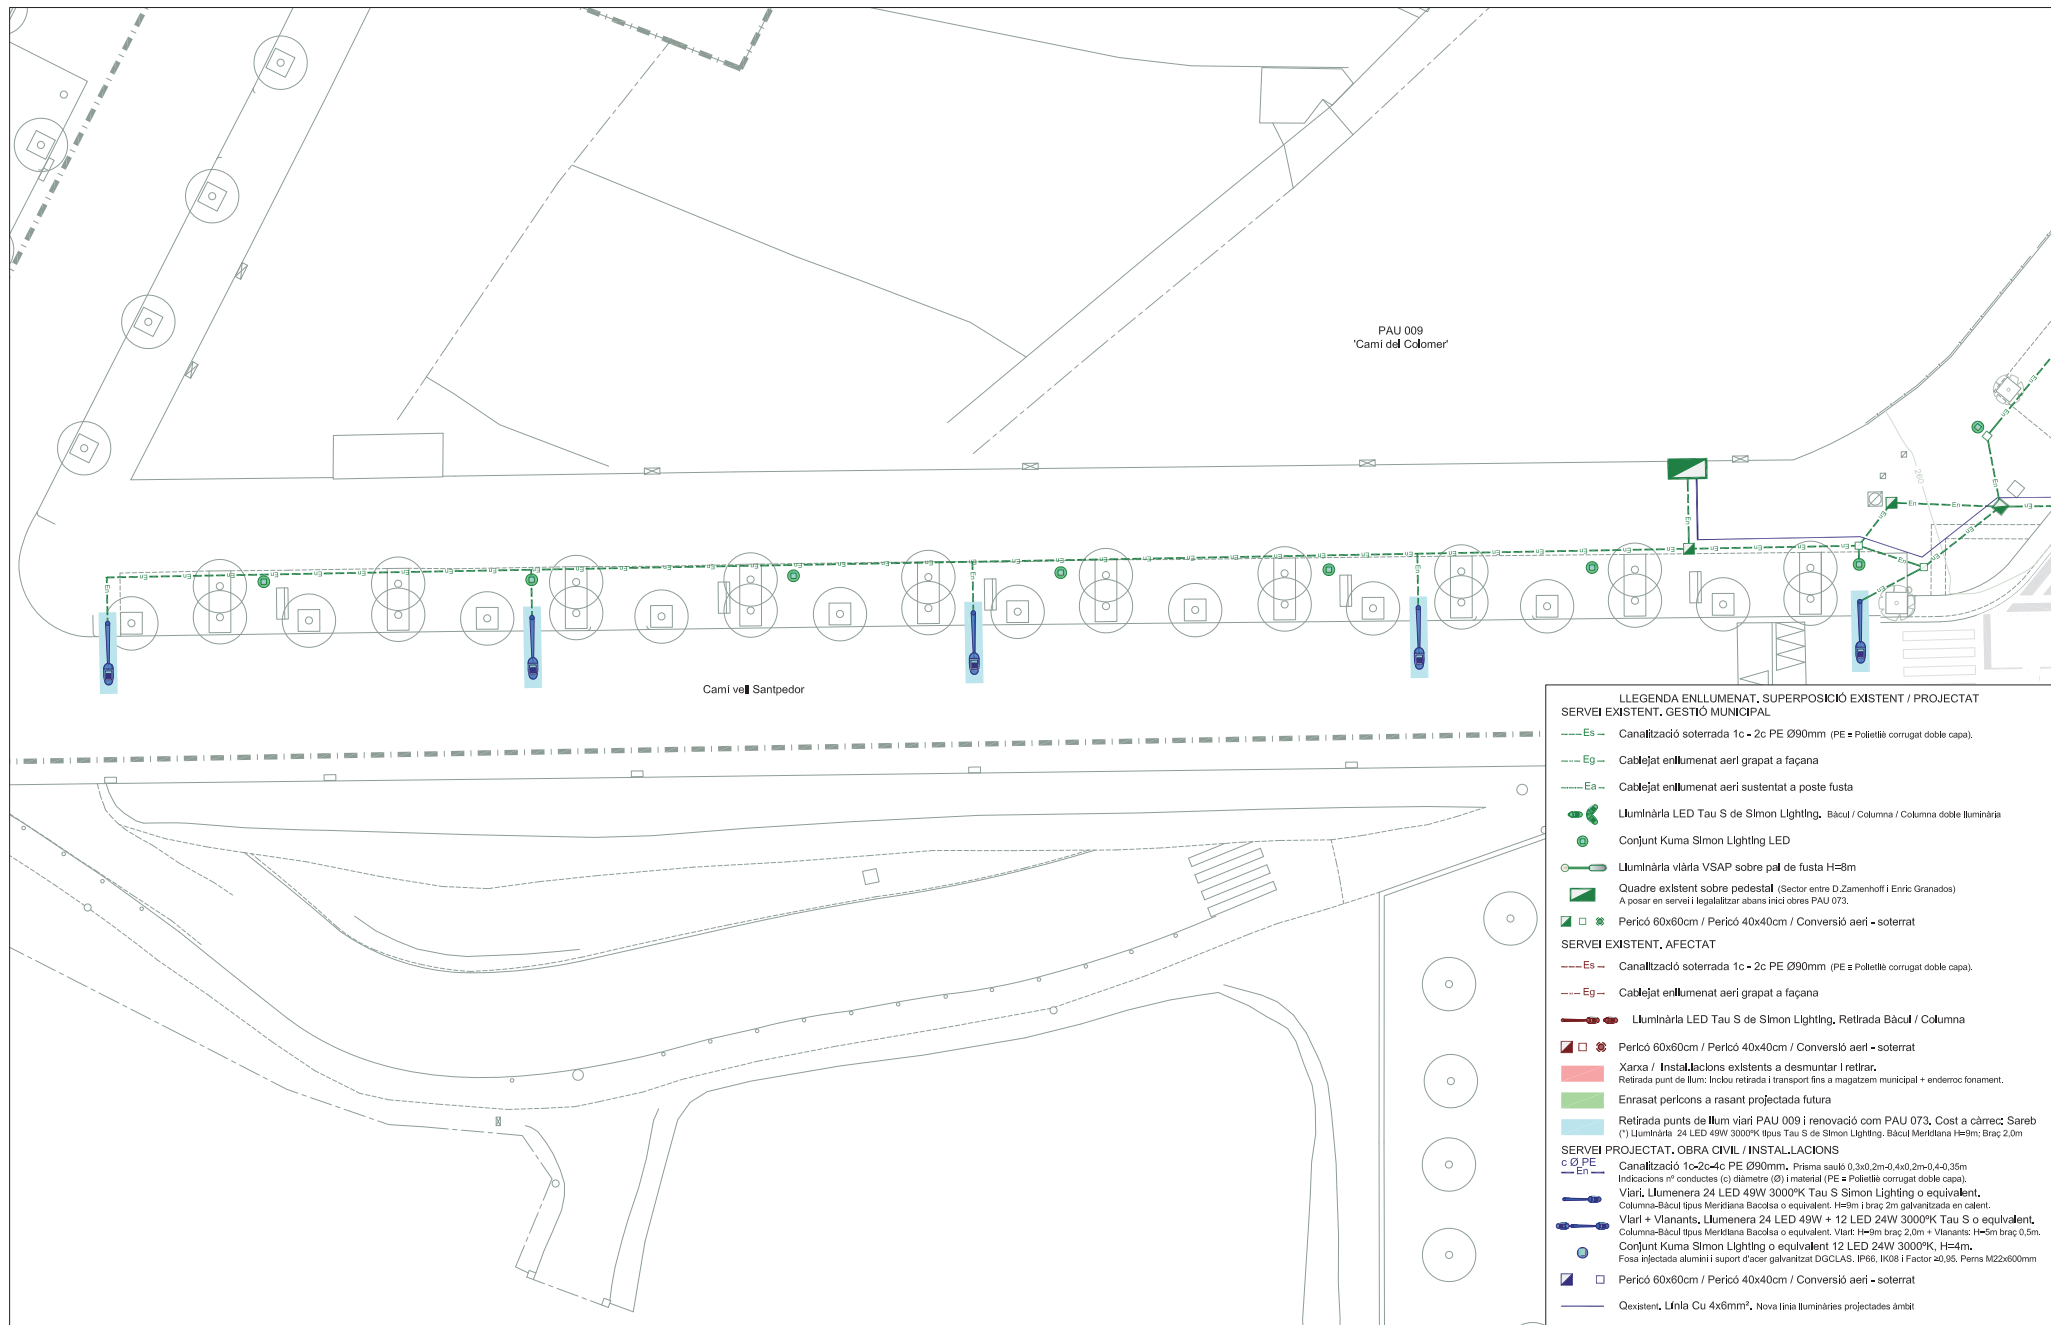 PAU 009
'Camí del Colomer'
260
Camí vell Santpedor
LLEGENDA ENLLUMENAT. SUPERPOSICIÓ EXISTENT / PROJECTAT
SERVEI EXISTENT. GESTIÓ MUNICIPAL
Es Canalització soterrada 1c - 2c PE Ø90mm (PE = Polietliè corrugat doble capa).
Eg Cablejat enllumenat aeri grapat a façana
Ea Cablejat enllumenat aeri sustentat a poste fusta
Lluminària LED Tau S de Simon Lighting. Bàcul / Columna / Columna doble lluminària
Conjunt Kuma Simon Lighting LED
Lluminària viària VSAP sobre pal de fusta H=8m
Quadre existent sobre pedestal (Sector entre D.Zamenhoff i Enric Granados)
A posar en servei i legalalitzar abans inici obres PAU 073.
Pericó 60x60cm / Pericó 40x40cm / Conversió aeri - soterrat
SERVEI EXISTENT. AFECTAT
Es Canalització soterrada 1c - 2c PE Ø90mm (PE = Polietliè corrugat doble capa).
Eg Cablejat enllumenat aeri grapat a façana
Lluminària LED Tau S de Simon Lighting. Retirada Bàcul / Columna
Pericó 60x60cm / Pericó 40x40cm / Conversió aeri - soterrat
Xarxa / Instal.lacions existents a desmuntar i retirar.
Retirada punt de llum: Inclou retirada i transport fins a magatzem municipal + enderroc fonament.
Enrasat pericons a rasant projectada futura
Retirada punts de llum viari PAU 009 i renovació com PAU 073. Cost a càrrec: Sareb
(*) Lluminària 24 LED 49W 3000ºK tipus Tau S de Simon Lighting. Bàcul Meridiana H=9m; Braç 2,0m
SERVEI PROJECTAT. OBRA CIVIL / INSTAL.LACIONS
c Ø PE
En Canalització 1c-2c-4c PE Ø90mm. Prisma sauló 0,3x0,2m-0,4x0,2m-0,4-0,35m
Indicacions nº conductes (c) diàmetre (Ø) i material (PE = Polietliè corrugat doble capa).
Viari. Llumenera 24 LED 49W 3000ºK Tau S Simon Lighting o equivalent.
Columna-Bàcul tipus Meridiana Bacolsa o equivalent. H=9m i braç 2m galvanitzada en calent.
Viari + Vianants. Llumenera 24 LED 49W + 12 LED 24W 3000ºK Tau S o equivalent.
Columna-Bàcul tipus Meridiana Bacolsa o equivalent. Viari: H=9m braç 2,0m + Vianants: H=5m braç 0,5m.
Conjunt Kuma Simon Lighting o equivalent 12 LED 24W 3000ºK, H=4m.
Fosa injectada alumini i suport d'acer galvanitzat DGCLAS. IP66, IK08 i Factor ≥0,95. Perns M22x600mm
Pericó 60x60cm / Pericó 40x40cm / Conversió aeri - soterrat
Qexistent. Línia Cu 4x6mm². Nova línia lluminàries projectades àmbit